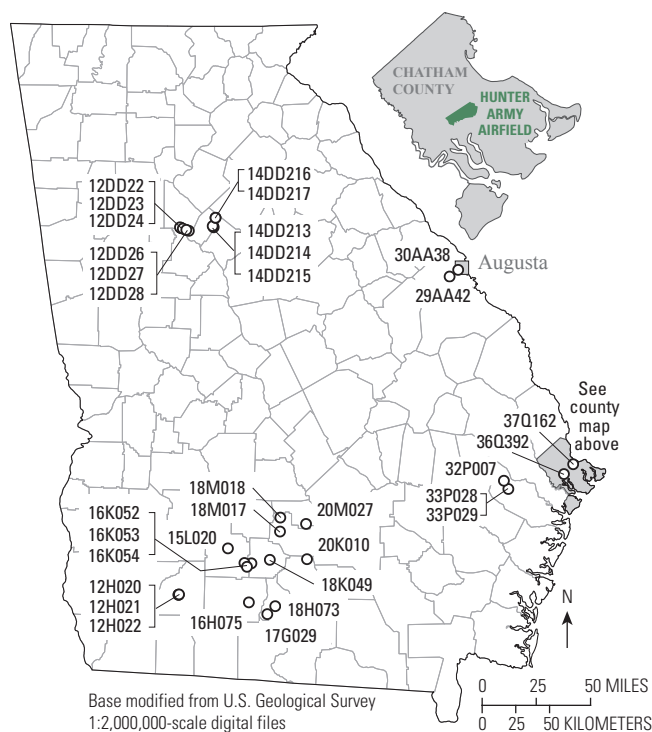 CHATHAM
COUNTY
HUNTER
ARMY
AIRFIELD
12DD22
12DD23
12DD24
12DD26
12DD27
12DD28
14DD216
14DD217
14DD213
14DD214
14DD215
30AA38
Augusta
29AA42
See
county
map
above
37Q162
36Q392
32P007
33P028
33P029
18M018
18M017
20M027
16K052
16K053
16K054
15L020
20K010
18K049
12H020
12H021
12H022
16H075
18H073
17G029
N
0 25 50 MILES
0 25 50 KILOMETERS
Base modified from U.S. Geological Survey
1:2,000,000-scale digital files